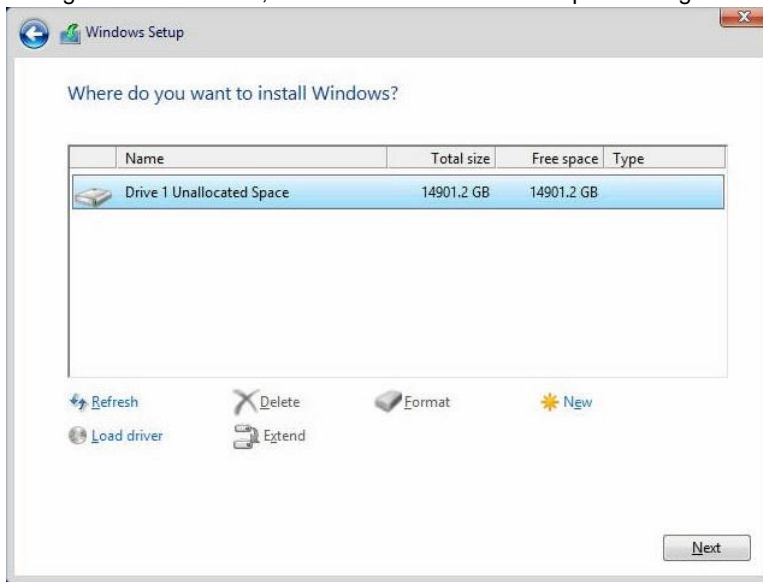 Windows Setup
Where do you want to install Windows?
Name Total size Free space Type
Drive 1 Unallocated Space 14901.2 GB 14901.2 GB
Refresh Delete Format New
Load driver Extend
Next